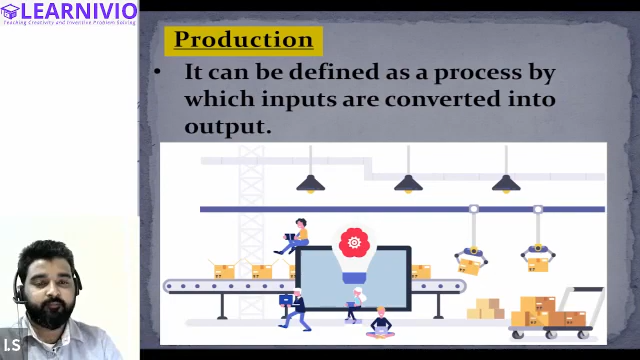 LEARNIVIO
Teaching Creativity and Inventive Problem Solving
Production
• It can be defined as a process by
which inputs are converted into
output.
I.S